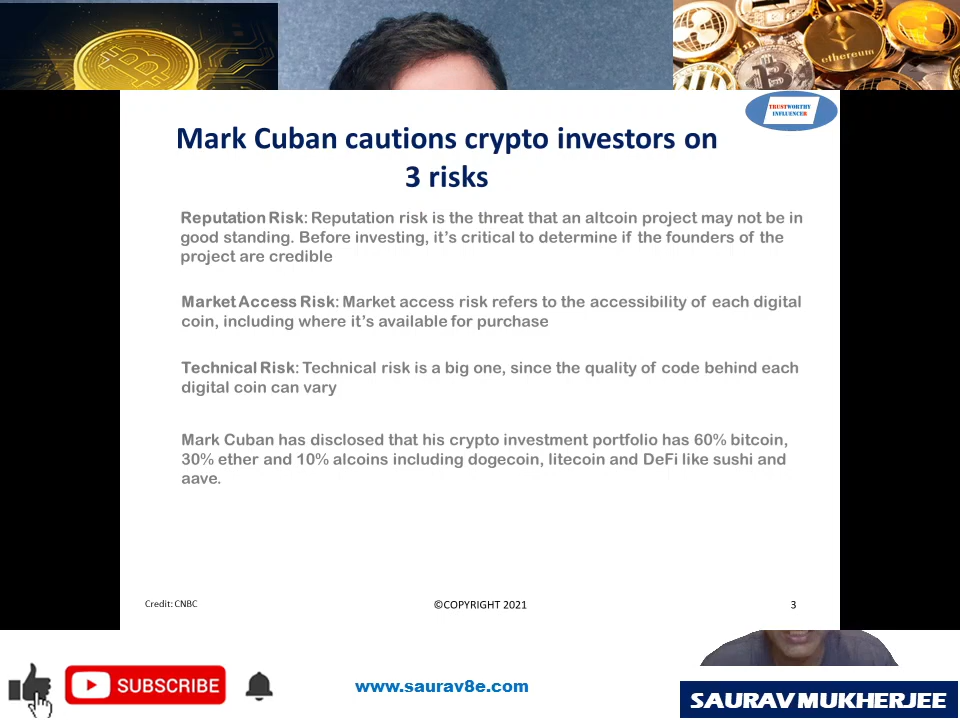 ethereum
TRUSTWORTHY
INFLUENCER
Mark Cuban cautions crypto investors on
3 risks
Reputation Risk: Reputation risk is the threat that an altcoin project may not be in
good standing. Before investing, it's critical to determine if the founders of the
project are credible
Market Access Risk: Market access risk refers to the accessibility of each digital
coin, including where it's available for purchase
Technical Risk: Technical risk is a big one, since the quality of code behind each
digital coin can vary
Mark Cuban has disclosed that his crypto investment portfolio has 60% bitcoin,
30% ether and 10% alcoins including dogecoin, litecoin and DeFi like sushi and
aave.
Credit: CNBC
©COPYRIGHT 2021
3
SUBSCRIBE
www.saurav8e.com
SAURAV MUKHERJEE